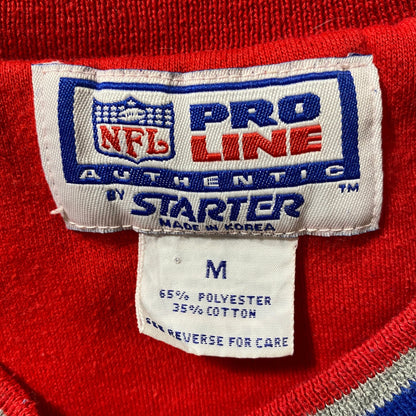 NFL PRO LINE
AUTHENTIC
BY STARTER ™
MADE IN KOREA
M
65% POLYESTER
35% COTTON
SEE REVERSE FOR CARE